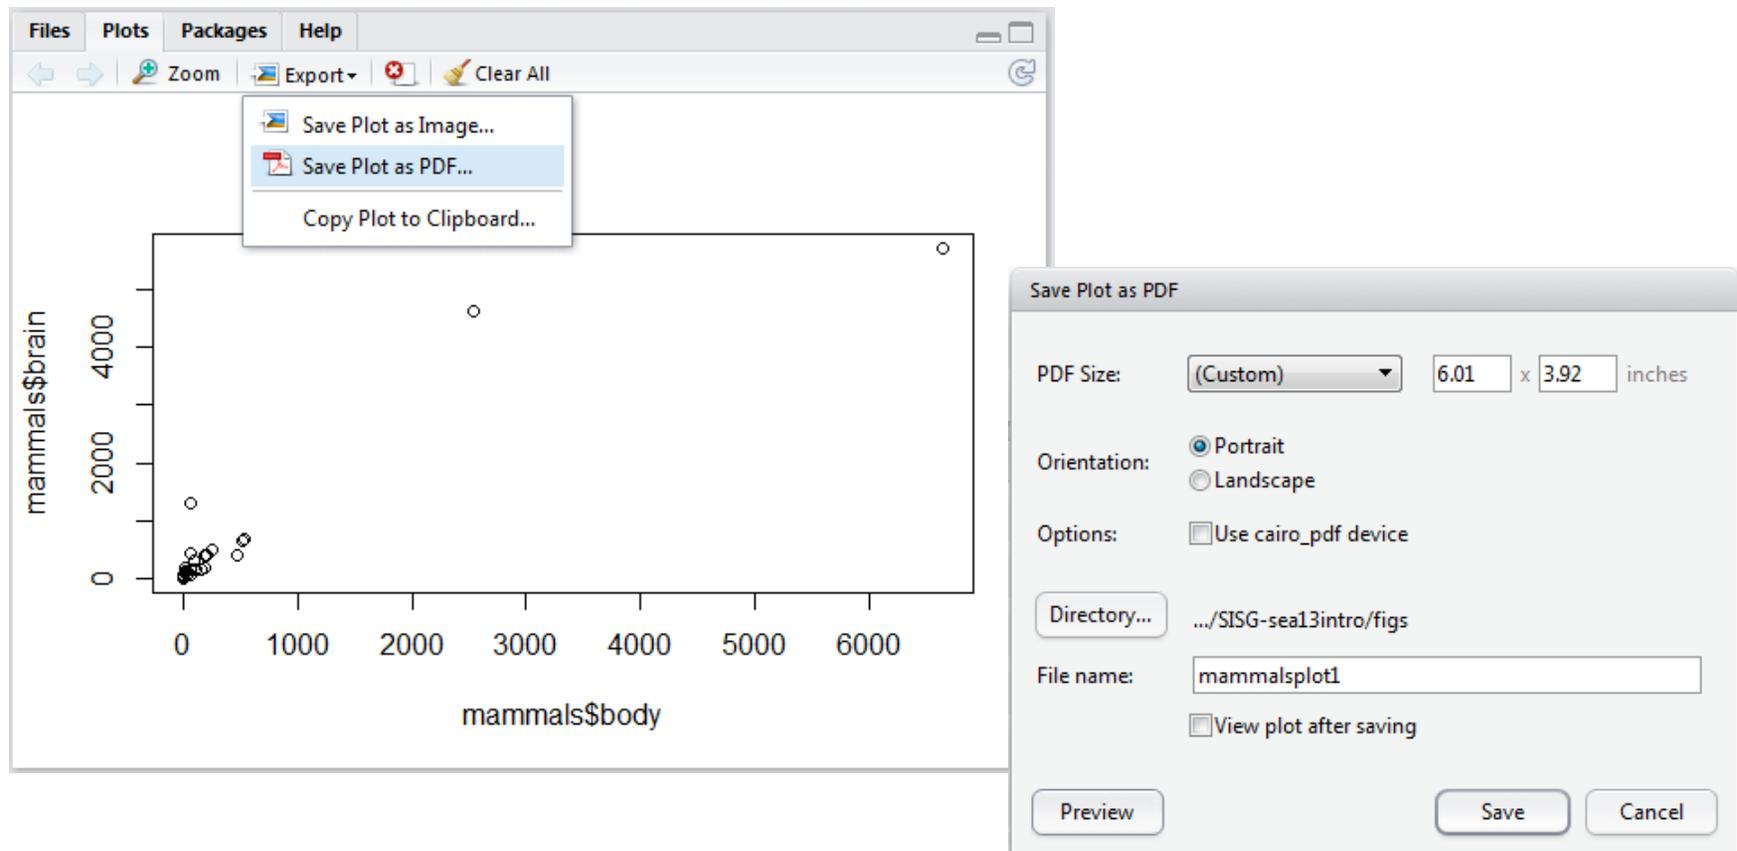 Files Plots Packages Help
Zoom Export Clear All
Save Plot as Image...
Save Plot as PDF...
Copy Plot to Clipboard...
mammals$brain
4000
2000
0
0 1000 2000 3000 4000 5000 6000
mammals$body
Save Plot as PDF
PDF Size: (Custom) 6.01 x 3.92 inches
Orientation: Portrait
Landscape
Options: Use cairo_pdf device
Directory... .../SISG-sea13intro/figs
File name: mammalsplot1
View plot after saving
Preview Save Cancel